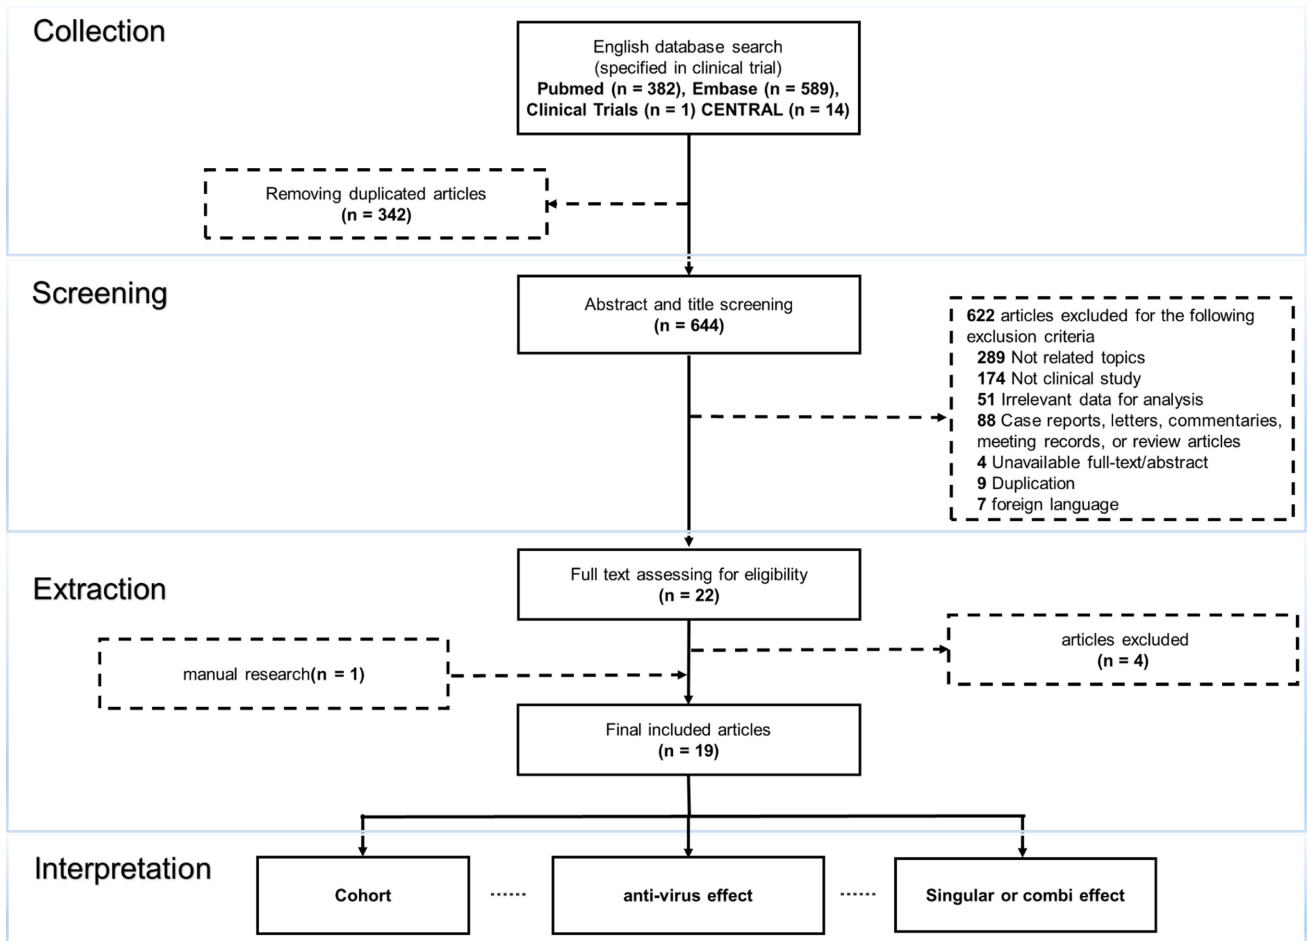 Collection
English database search
(specified in clinical trial)
Pubmed (n = 382), Embase (n = 589),
Clinical Trials (n = 1) CENTRAL (n = 14)
Removing duplicated articles
(n = 342)
Screening
Abstract and title screening
(n = 644)
622 articles excluded for the following
exclusion criteria
289 Not related topics
174 Not clinical study
51 Irrelevant data for analysis
88 Case reports, letters, commentaries,
meeting records, or review articles
4 Unavailable full-text/abstract
9 Duplication
7 foreign language
Extraction
Full text assessing for eligibility
(n = 22)
articles excluded
(n = 4)
manual research(n = 1)
Final included articles
(n = 19)
Interpretation
Cohort
anti-virus effect
Singular or combi effect